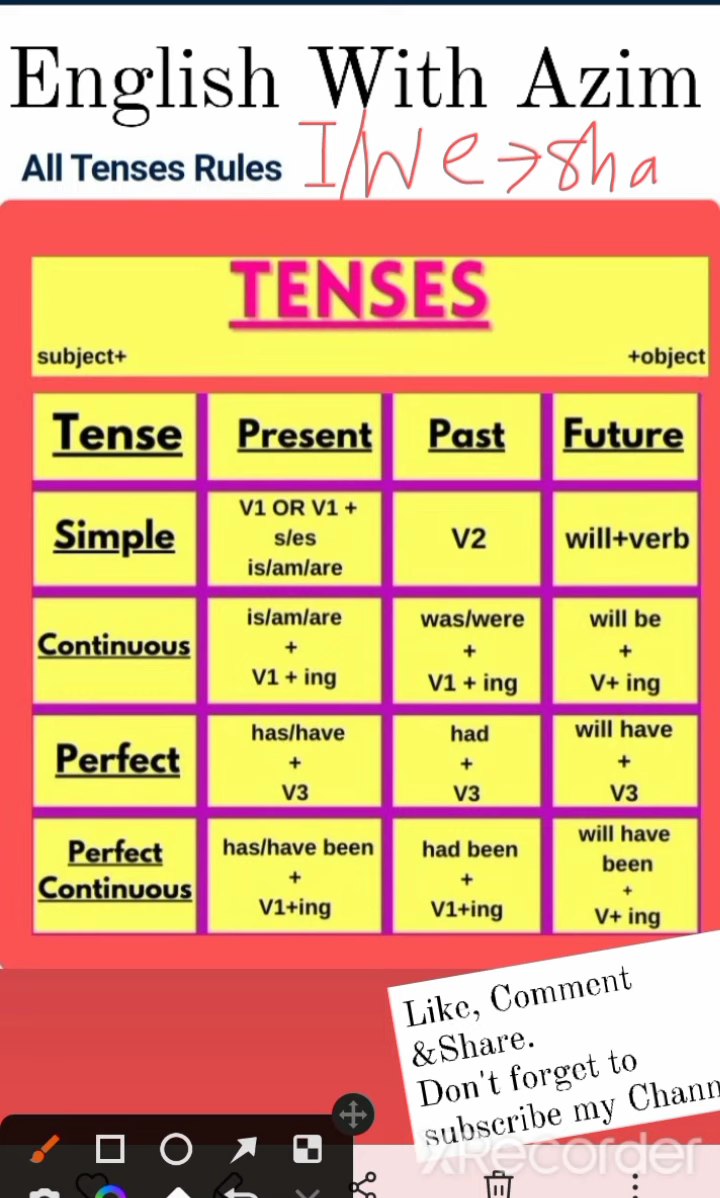 English With Azim
All Tenses Rules I/We→sha
TENSES
subject+ +object
Tense Present Past Future
Simple
V1 OR V1 +
s/es
is/am/are
V2
will+verb
Continuous
is/am/are
+
V1 + ing
was/were
+
V1 + ing
will be
+
V+ ing
Perfect
has/have
+
V3
had
+
V3
will have
+
V3
Perfect
Continuous
has/have been
+
V1+ing
had been
+
V1+ing
will have
been
+
V+ ing
Like, Comment
&Share.
Don't forget to
subscribe my Chann
XRecorder